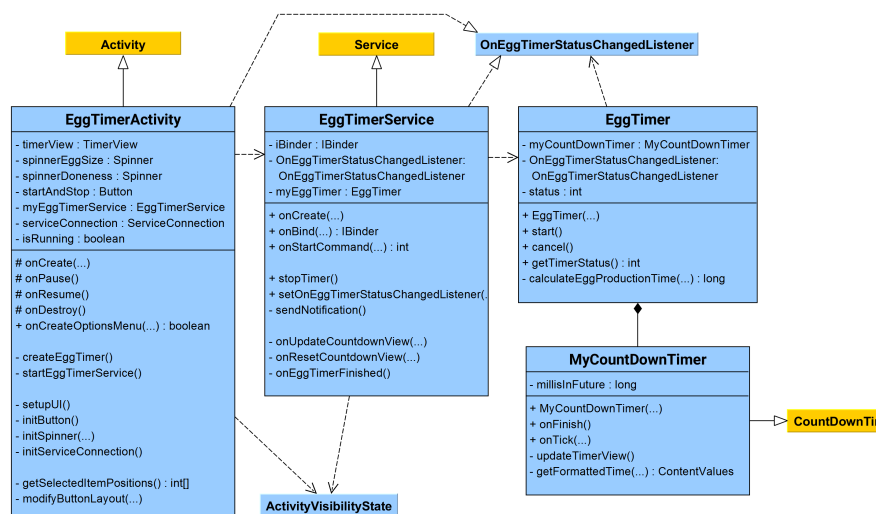 Activity
Service
OnEggTimerStatusChangedListener
EggTimerActivity
- timerView : TimerView
- spinnerEggSize : Spinner
- spinnerDoneness : Spinner
- startAndStop : Button
- myEggTimerService : EggTimerService
- serviceConnection : ServiceConnection
- isRunning : boolean
# onCreate(...)
# onPause()
# onResume()
# onDestroy()
+ onCreateOptionsMenu(...) : boolean
- createEggTimer()
- startEggTimerService()
- setupUI()
- initButton()
- initSpinner(...)
- initServiceConnection()
- getSelectedItemPositions() : int[]
- modifyButtonLayout(...)
EggTimerService
- iBinder : IBinder
- OnEggTimerStatusChangedListener:
OnEggTimerStatusChangedListener
- myEggTimer : EggTimer
+ onCreate(...)
+ onBind(...) : IBinder
+ onStartCommand(...) : int
+ stopTimer()
+ setOnEggTimerStatusChangedListener(.
- sendNotification()
- onUpdateCountdownView(...)
- onResetCountdownView(...)
- onEggTimerFinished()
EggTimer
- myCountDownTimer : MyCountDownTimer
- OnEggTimerStatusChangedListener:
OnEggTimerStatusChangedListener
- status : int
+ EggTimer(...)
+ start()
+ cancel()
+ getTimerStatus() : int
- calculateEggProductionTime(...) : long
MyCountDownTimer
- millisInFuture : long
+ MyCountDownTimer(...)
+ onFinish()
+ onTick(...)
- updateTimerView()
- getFormattedTime(...) : ContentValues
CountDownTi
ActivityVisibilityState